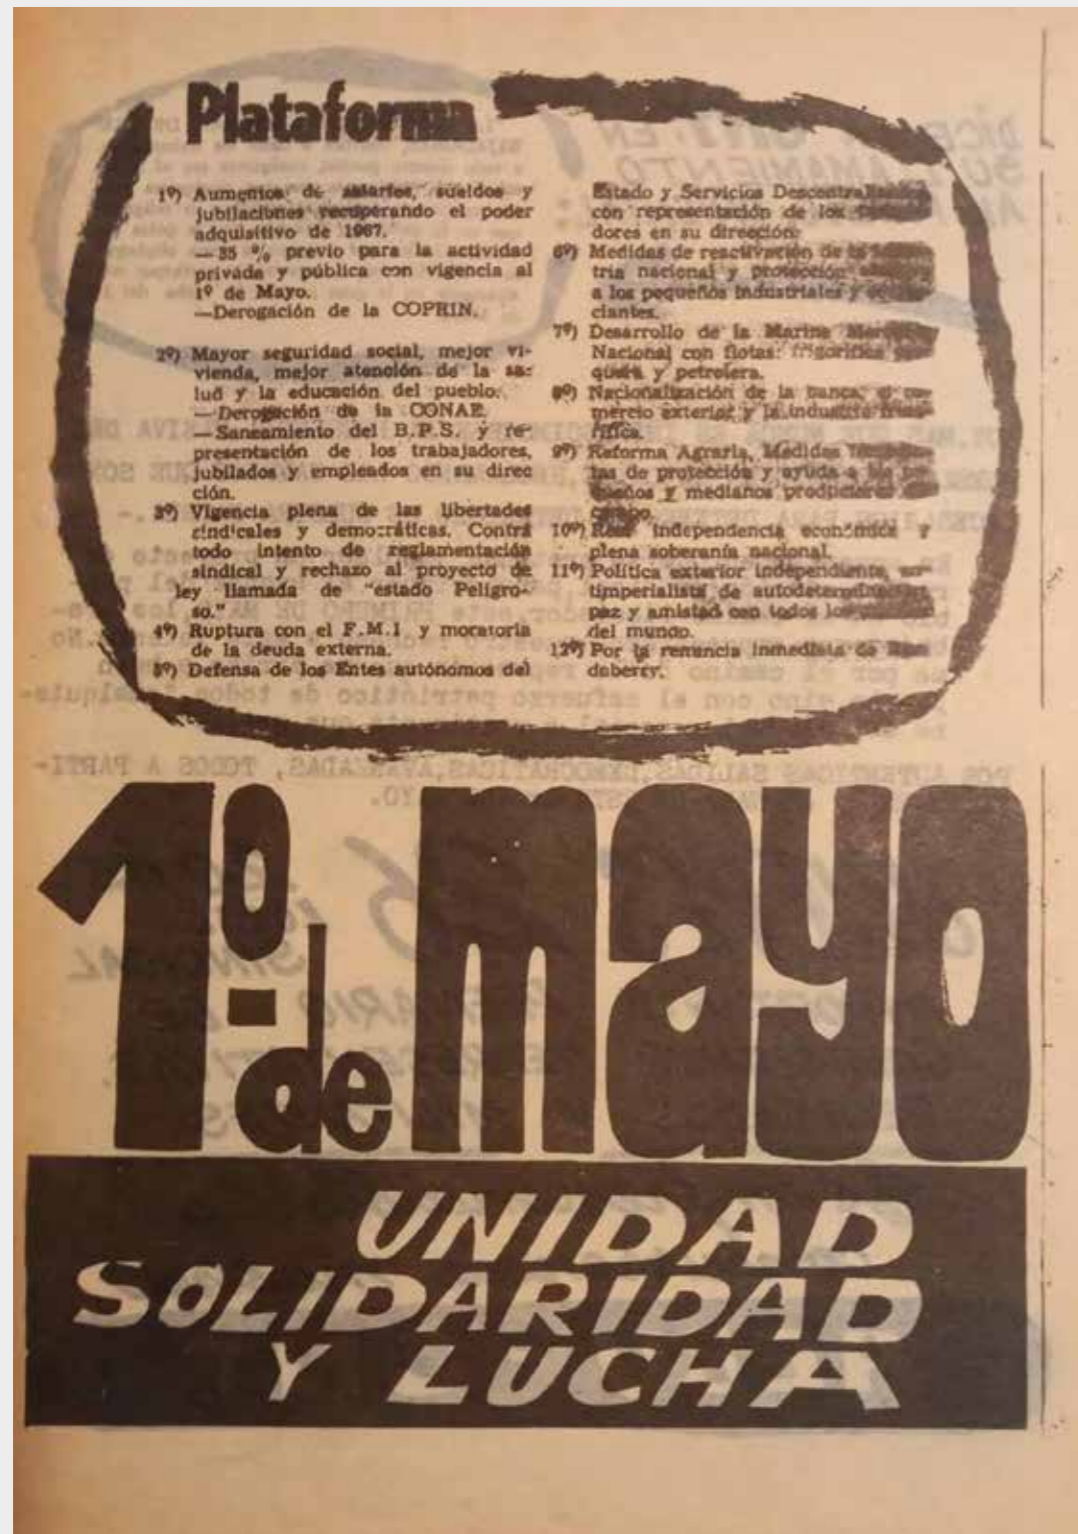 Plataforma
1º) Aumentos de salarios, sueldos y
jubilaciones recuperando el poder
adquisitivo de 1967.
—35 % previo para la actividad
privada y pública con vigencia al
1º de Mayo.
—Derogación de la COPRIN.
2º) Mayor seguridad social, mejor vi-
vienda, mejor atención de la sa-
lud y la educación del pueblo.
—Derogación de la CONAE
—Saneamiento del B.P.S. y re-
presentación de los trabajadores,
jubilados y empleados en su direc
ción.
3º) Vigencia plena de las libertades
sindicales y democráticas. Contra
todo intento de reglamentación
sindical y rechazo al proyecto de
ley llamada de "estado Peligro-
so."
4º) Ruptura con el F.M.I y moratoria
de la deuda externa.
5º) Defensa de los Entes autónomos del
Estado y Servicios
con representación de los
dores en su dirección.
6º) Medidas de reactivación de la
tria nacional y protección
a los pequeños industriales y
ciantes.
7º) Desarrollo de la Marina
Nacional con flotas: frigorífica
quera y petrolera.
8º) Nacionalización de la banca, el co-
mercio exterior y la industria
rífica.
9º) Reforma Agraria, Medidas
tas de protección y ayuda a los
queños y medianos productores
campo.
10º) Real independencia económica y
plena soberanía nacional.
11º) Política exterior independiente, an-
timperialista de
paz y amistad con todos los
del mundo.
12º) Por la renuncia inmediata de
daberry.
1º de mayo
UNIDAD
SOLIDARIDAD
Y LUCHA